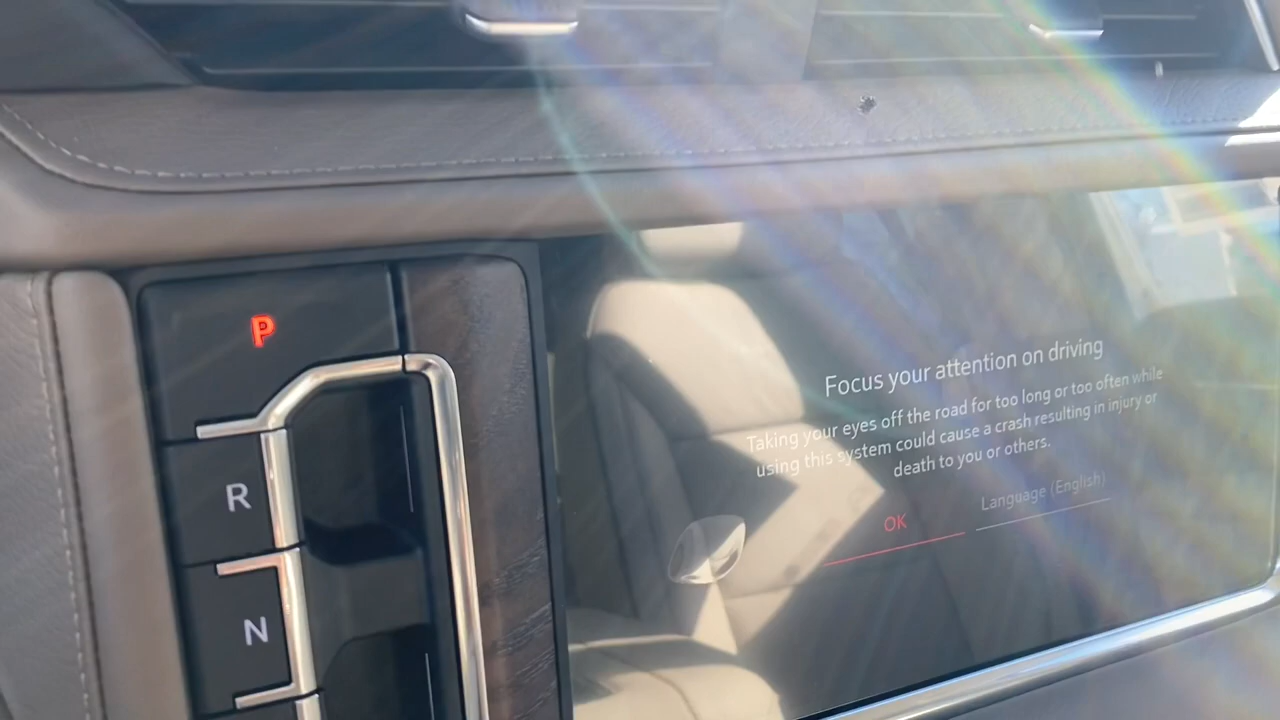 P
R
N
Focus your attention on driving
Taking your eyes off the road for too long or too often while
using this system could cause a crash resulting in injury or
death to you or others.
OK
Language (English)